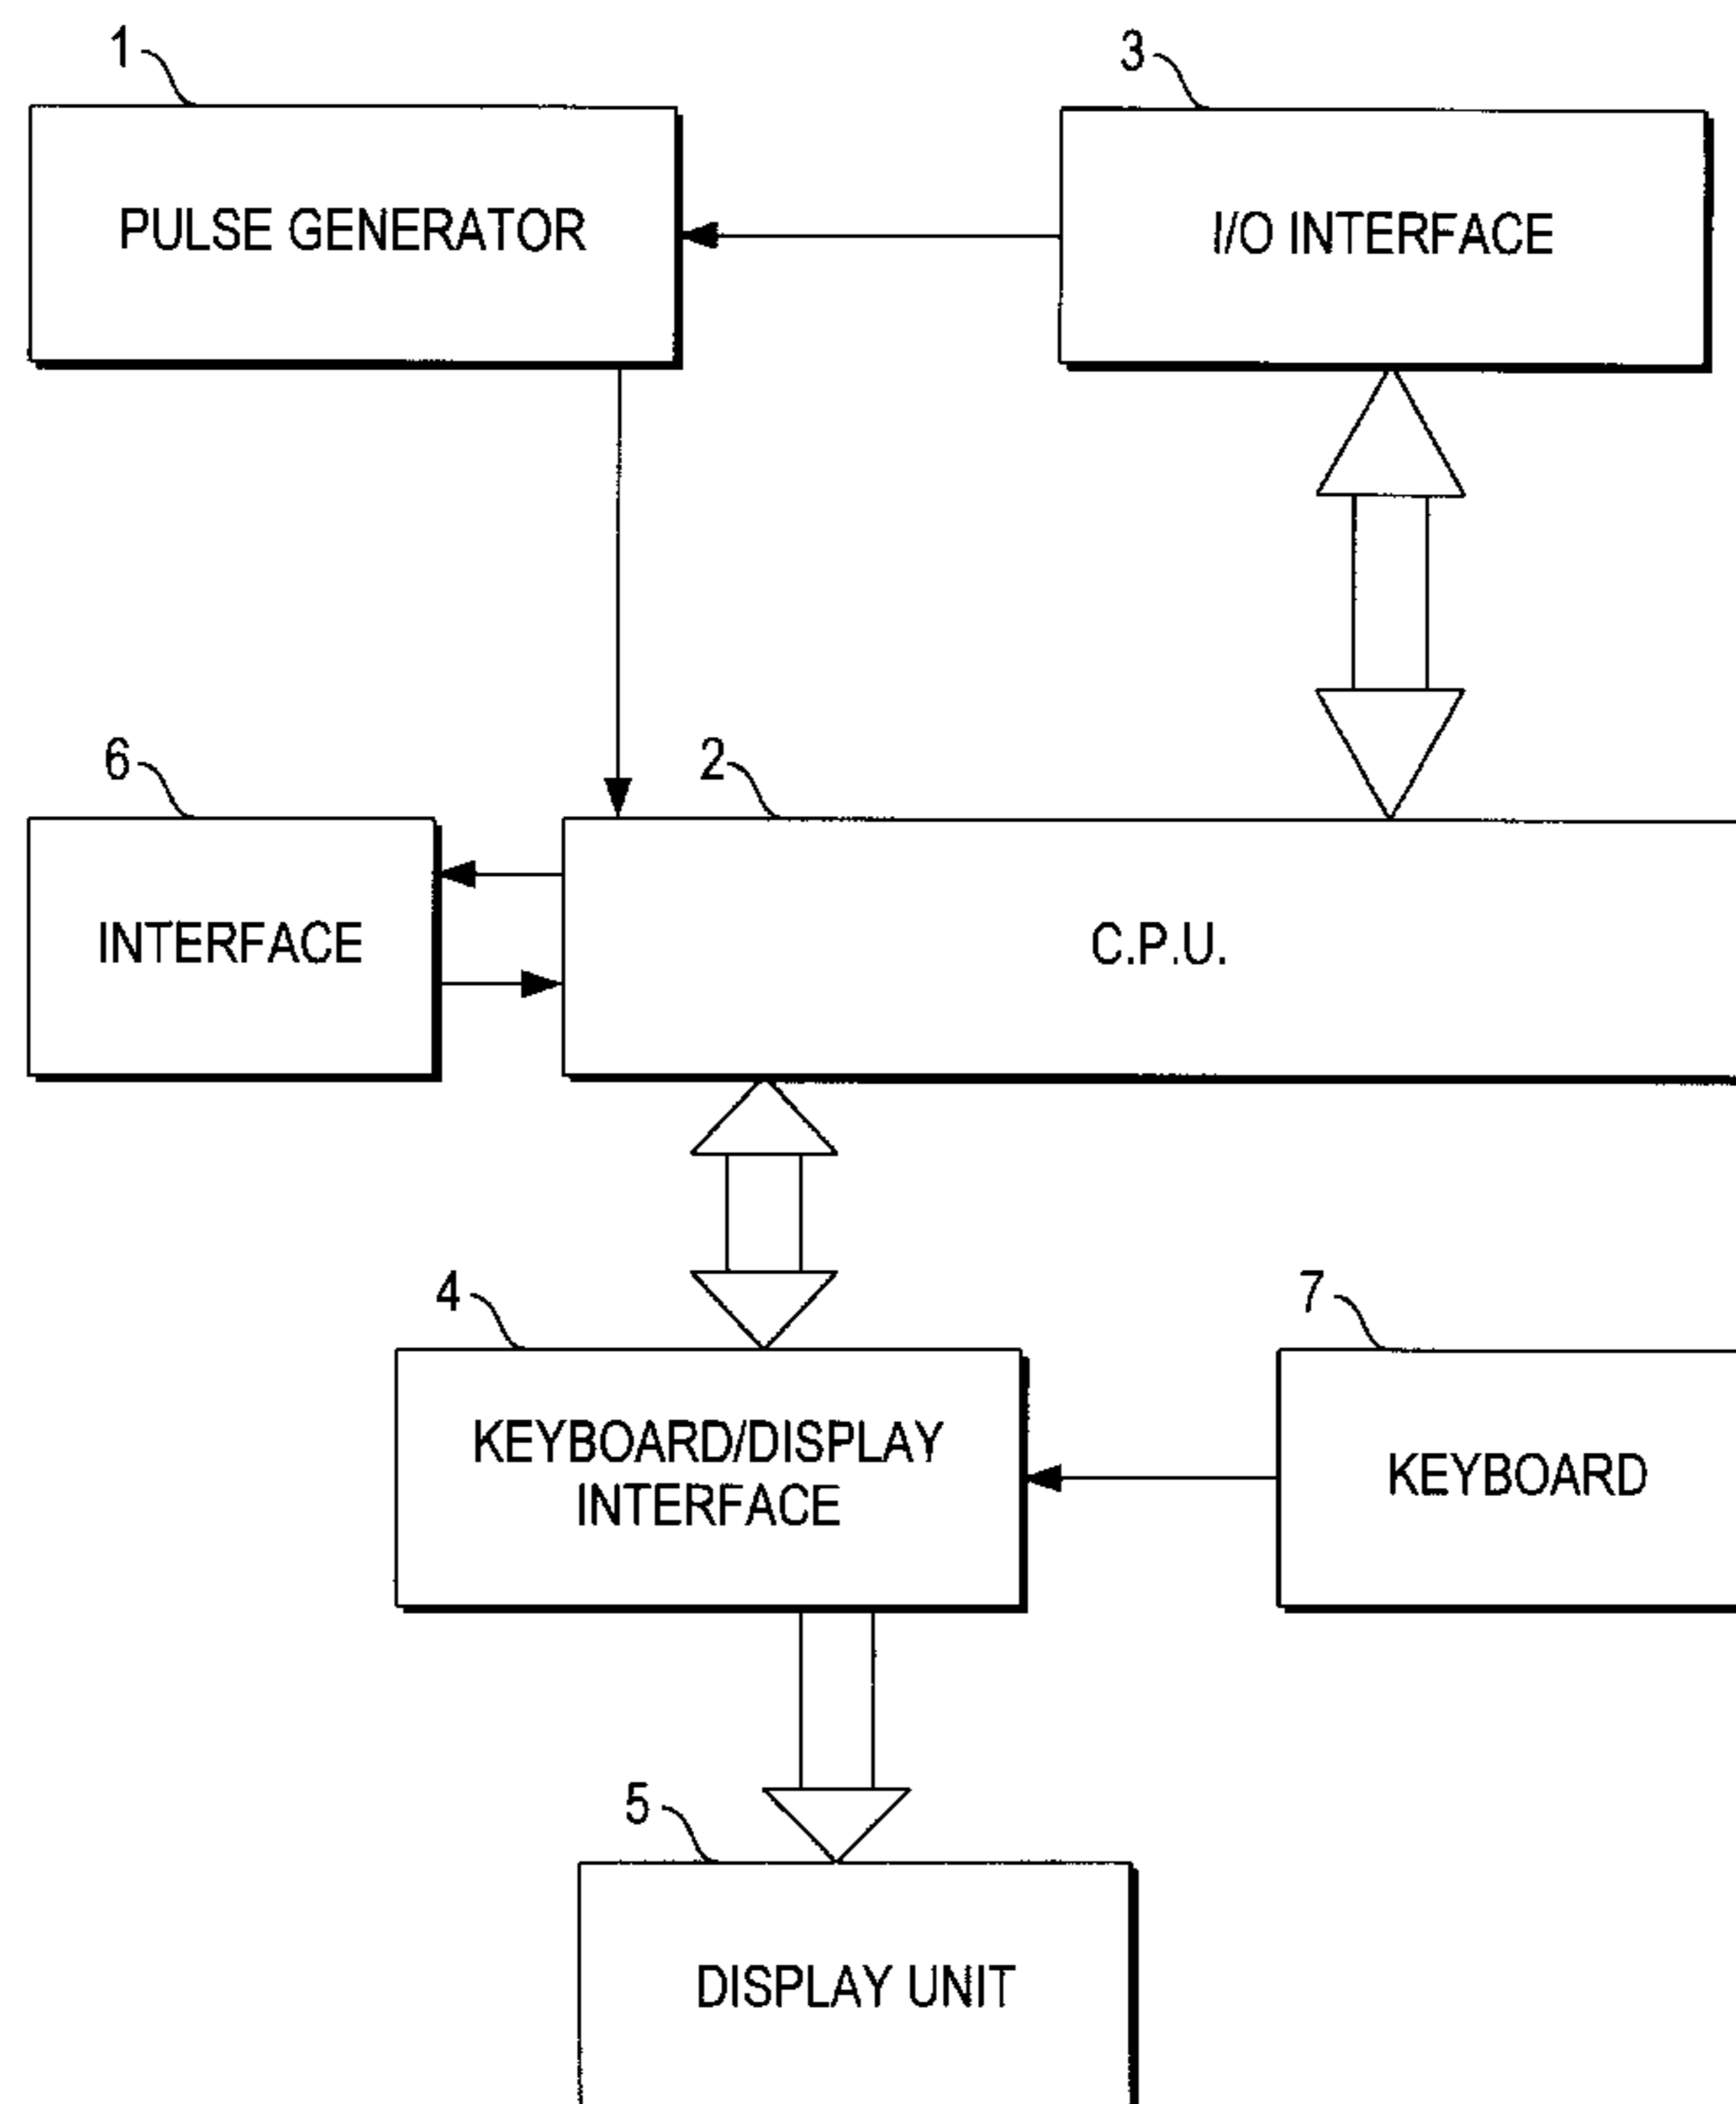 1
3
PULSE GENERATOR
I/O INTERFACE
6
2
INTERFACE
C.P.U.
4
7
KEYBOARD/DISPLAY
INTERFACE
KEYBOARD
5
DISPLAY UNIT